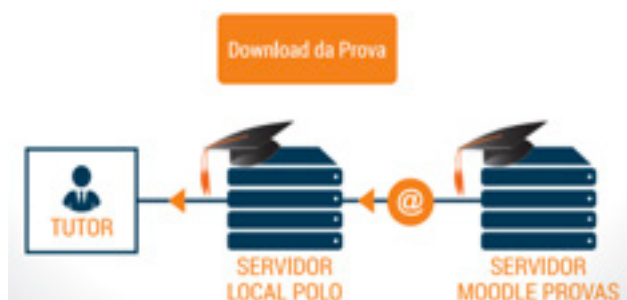 Download da Prova
@
TUTOR
SERVIDOR
LOCAL POLO
SERVIDOR
MOODLE PROVAS